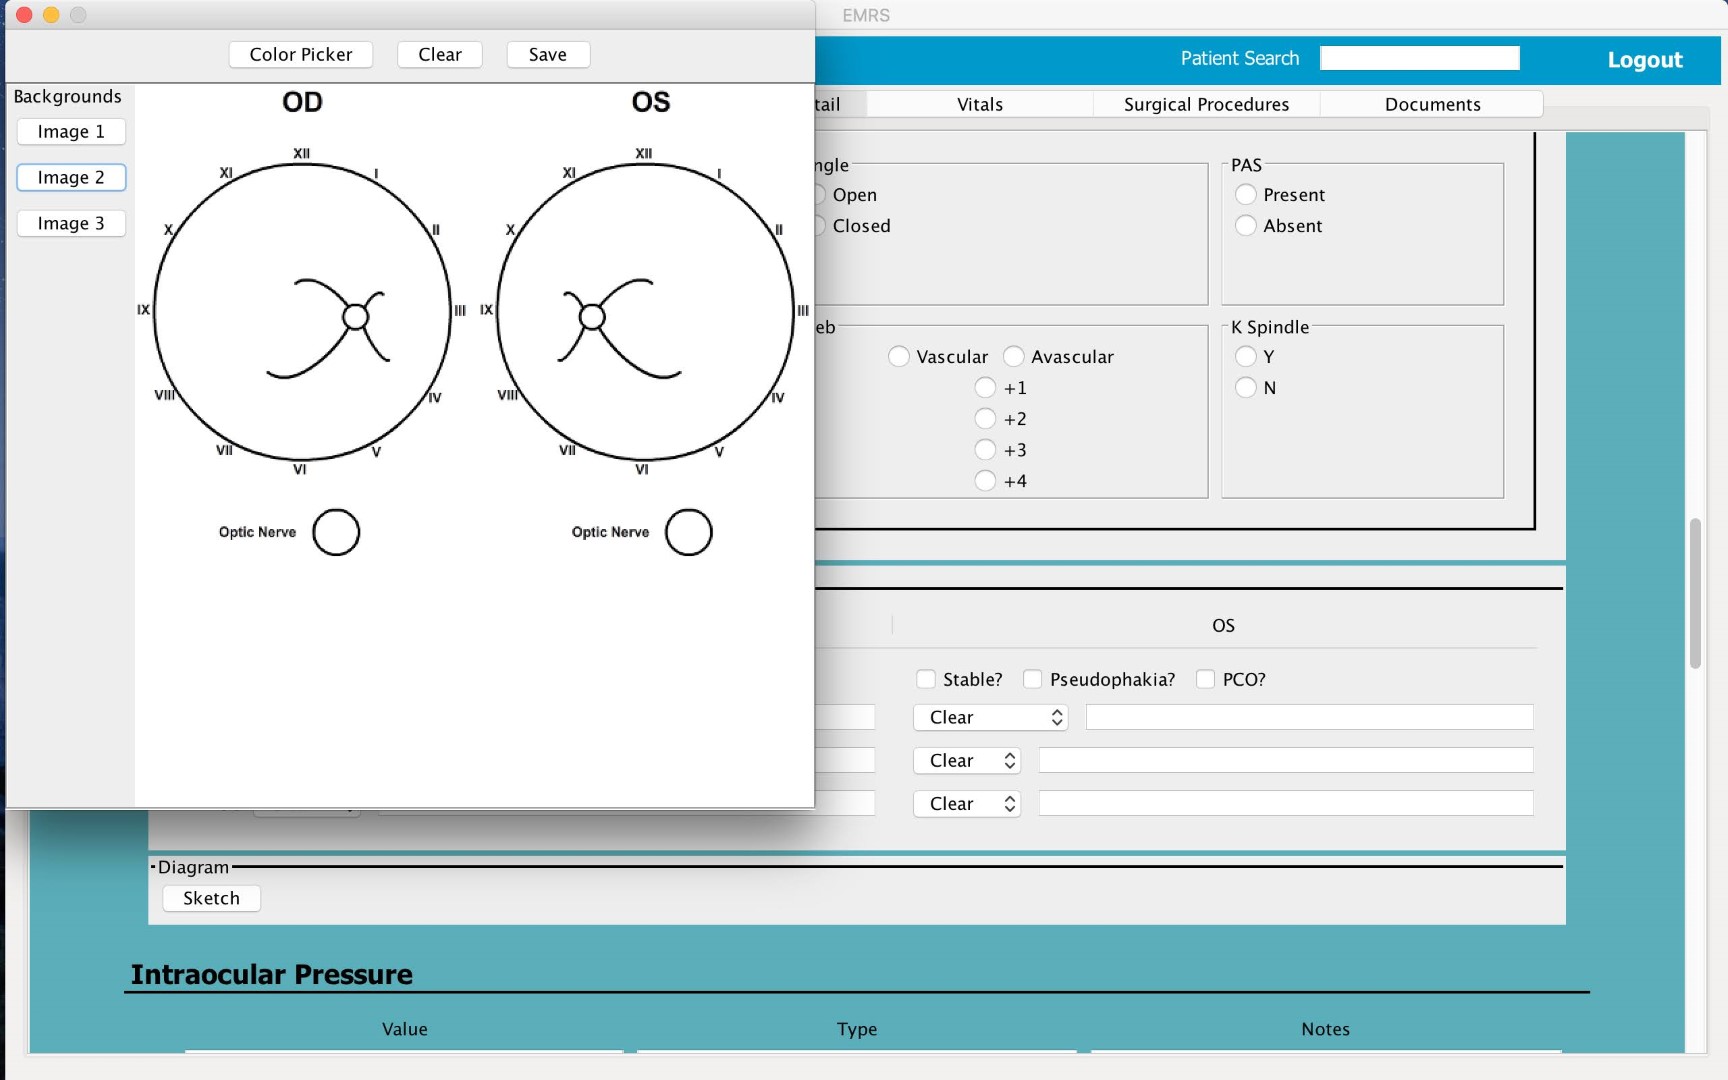 EMRS
Color Picker Clear Save
Patient Search Logout
Backgrounds
Image 1
Image 2
Image 3
OD OS
XII
XI I
X II
IX III
VIII IV
VII V
VI
XII
XI I
X II
IX III
VIII IV
VII V
VI
Optic Nerve Optic Nerve
tail Vitals Surgical Procedures Documents
ngle
Open
Closed
PAS
Present
Absent
eb
Vascular Avascular
+1
+2
+3
+4
K Spindle
Y
N
OS
Stable? Pseudophakia? PCO?
Clear
Clear
Clear
Diagram
Sketch
Intraocular Pressure
Value Type Notes